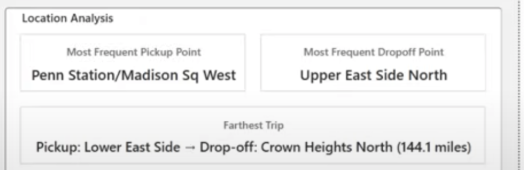 Location Analysis
Most Frequent Pickup Point
Penn Station/Madison Sq West
Most Frequent Dropoff Point
Upper East Side North
Farthest Trip
Pickup: Lower East Side → Drop-off: Crown Heights North (144.1 miles)